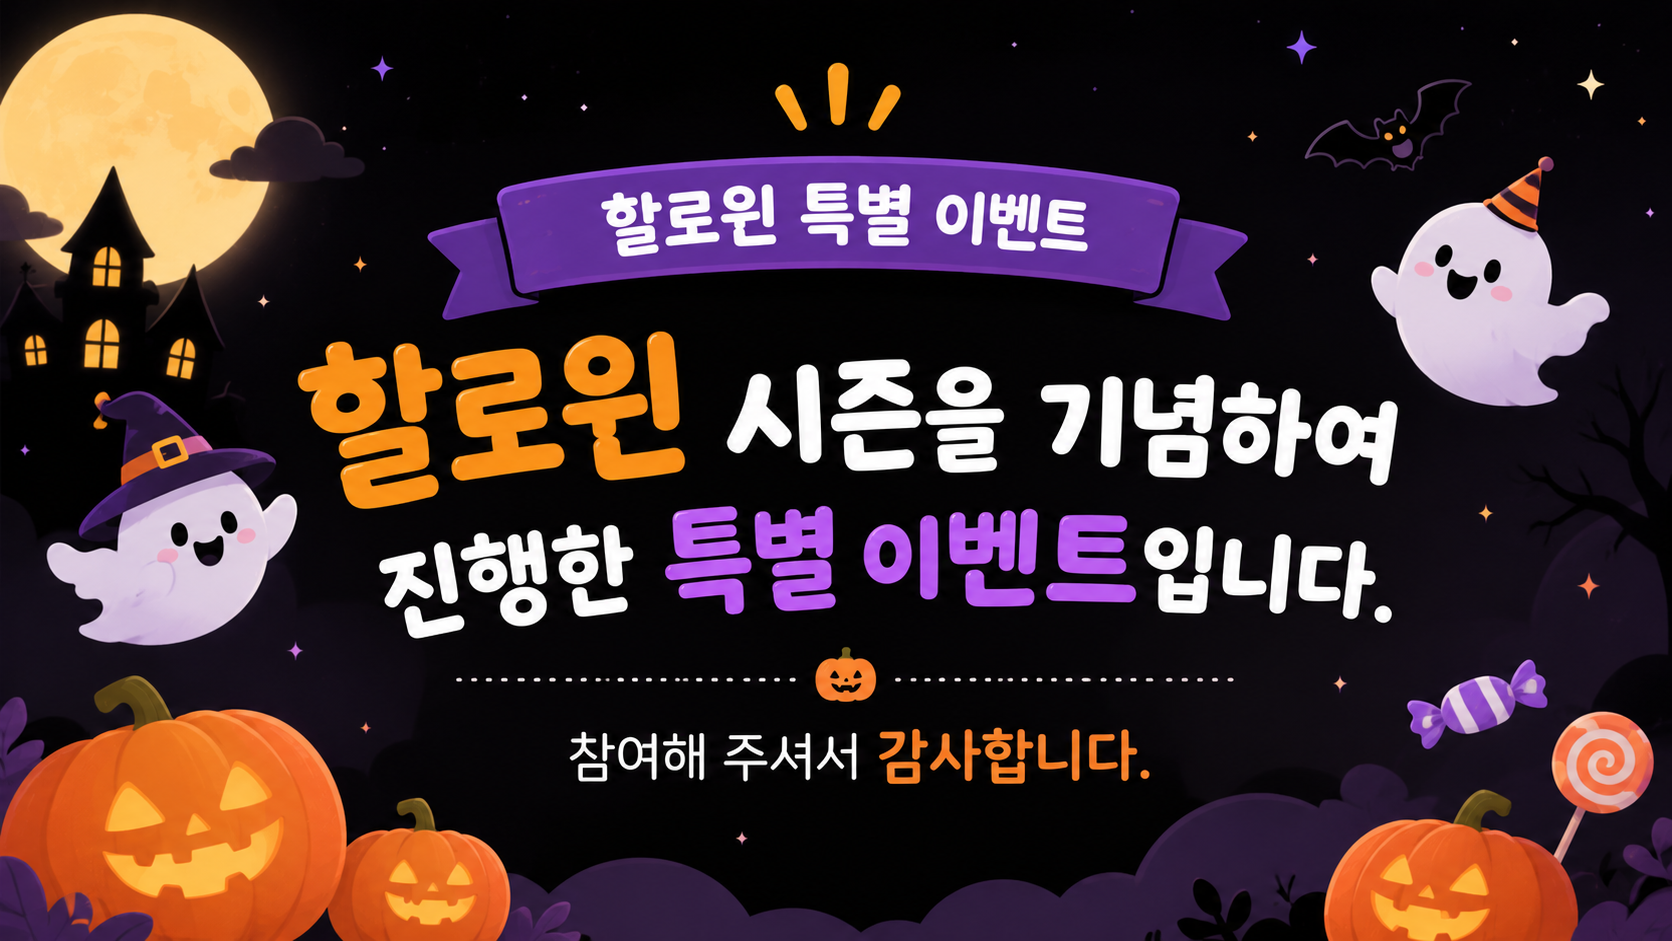 할로윈 특별 이벤트
할로윈 시즌을 기념하여
진행한 특별 이벤트입니다.
참여해 주셔서 감사합니다.